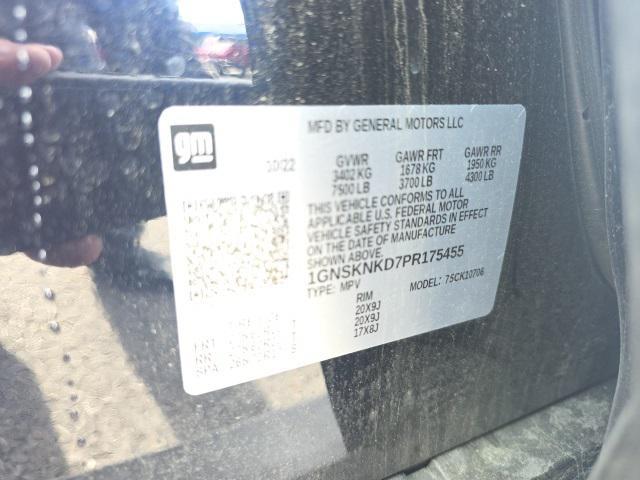 gm
MFD BY GENERAL MOTORS LLC
10/22
GVWR GAWR FRT GAWR RR
3402 KG 1678 KG 1950 KG
7500 LB 3700 LB 4300 LB
THIS VEHICLE CONFORMS TO ALL
APPLICABLE U.S. FEDERAL MOTOR
VEHICLE SAFETY STANDARDS IN EFFECT
ON THE DATE OF MANUFACTURE
SHOWN ABOVE.
1GNSKNKD7PR175455
TYPE: MPV MODEL: 75CK10706
RIM
20X9J
20X9J
17X8J